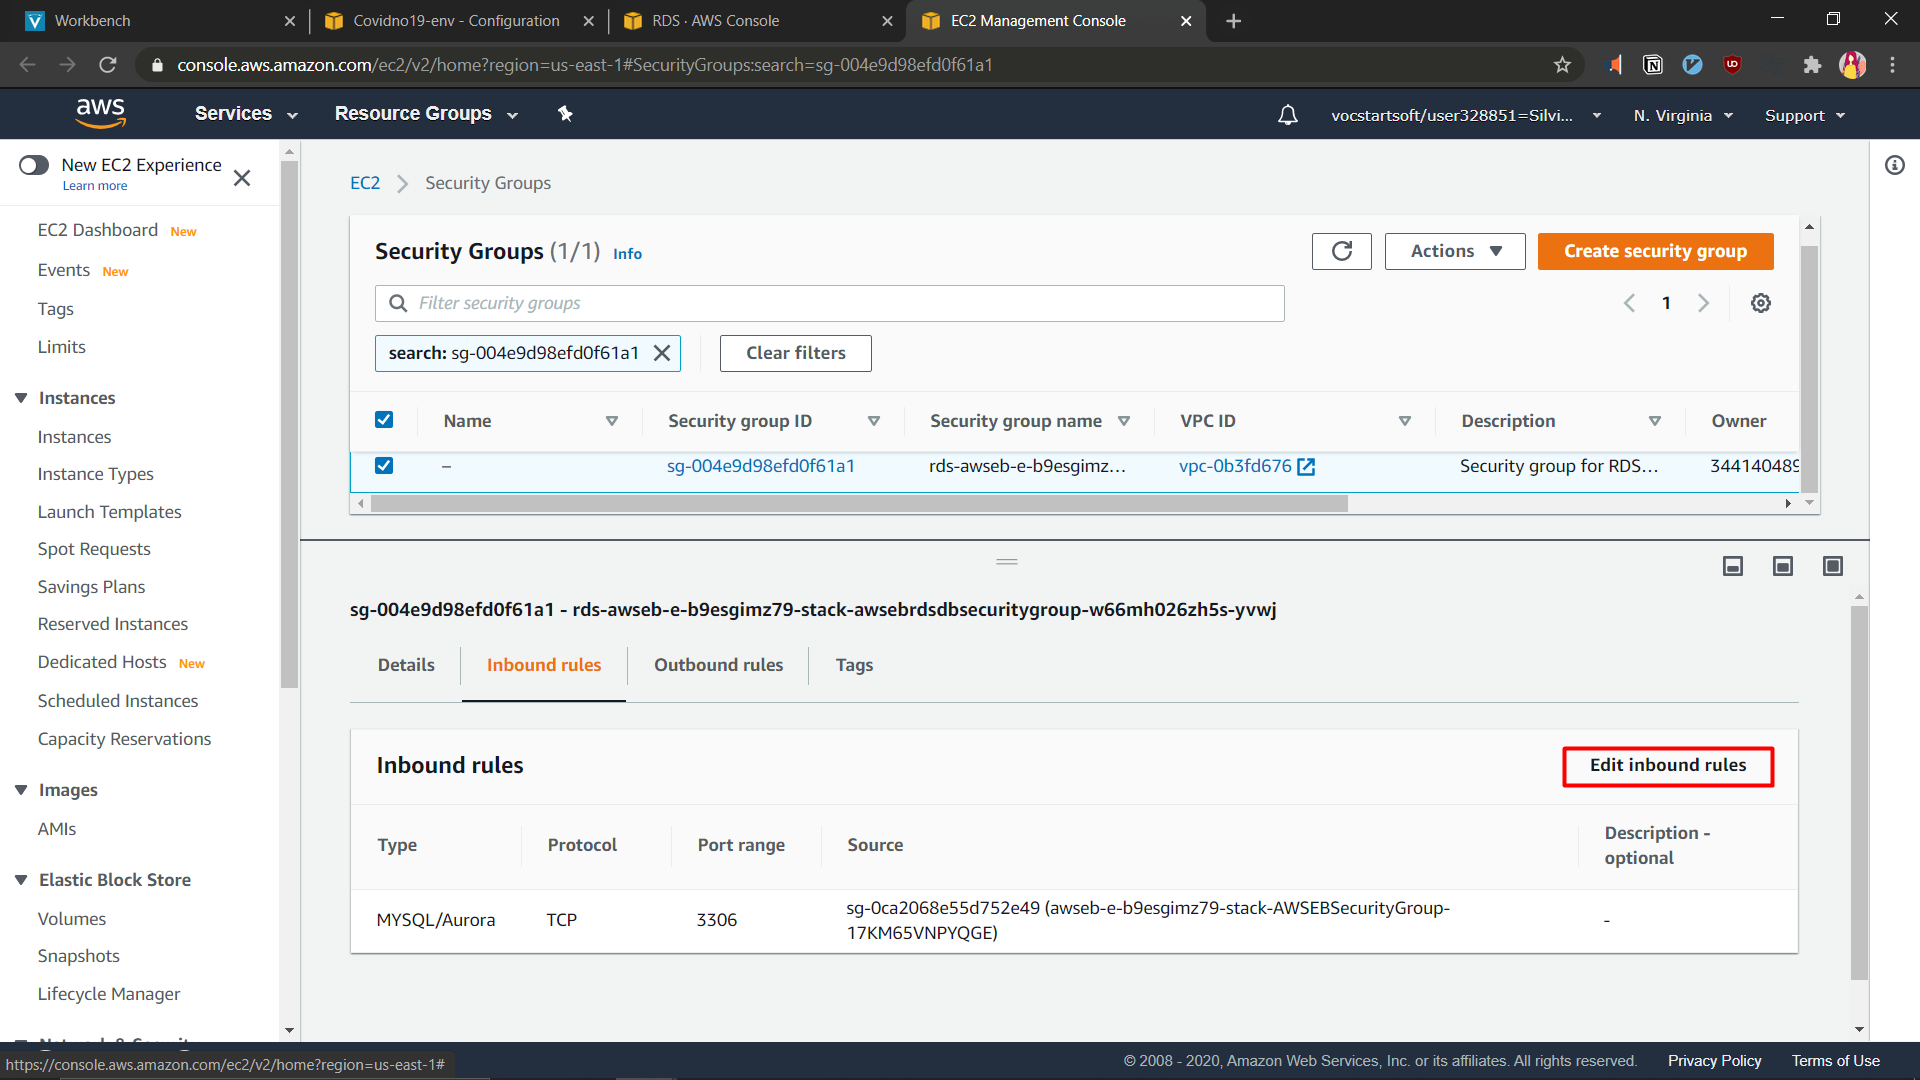 Workbench
Covidno19-env - Configuration
RDS · AWS Console
EC2 Management Console
console.aws.amazon.com/ec2/v2/home?region=us-east-1#SecurityGroups:search=sg-004e9d98efd0f61a1
aws
Services
Resource Groups
vocstartsoft/user328851=Silvi...
N. Virginia
Support
New EC2 Experience
Learn more
EC2 Dashboard New
Events New
Tags
Limits
Instances
Instances
Instance Types
Launch Templates
Spot Requests
Savings Plans
Reserved Instances
Dedicated Hosts New
Scheduled Instances
Capacity Reservations
Images
AMIs
Elastic Block Store
Volumes
Snapshots
Lifecycle Manager
EC2 > Security Groups
Security Groups (1/1) Info
Actions
Create security group
Filter security groups
1
search: sg-004e9d98efd0f61a1
Clear filters
Name Security group ID Security group name VPC ID Description Owner
– sg-004e9d98efd0f61a1 rds-awseb-e-b9esgimz... vpc-0b3fd676 Security group for RDS... 344140489
sg-004e9d98efd0f61a1 - rds-awseb-e-b9esgimz79-stack-awsebrdsdbsecuritygroup-w66mh026zh5s-yvwj
Details
Inbound rules
Outbound rules
Tags
Inbound rules
Edit inbound rules
Type Protocol Port range Source Description -
optional
MYSQL/Aurora TCP 3306 sg-0ca2068e55d752e49 (awseb-e-b9esgimz79-stack-AWSEBSecurityGroup-
17KM65VNPYQGE) -
https://console.aws.amazon.com/ec2/v2/home?region=us-east-1#
© 2008 - 2020, Amazon Web Services, Inc. or its affiliates. All rights reserved.
Privacy Policy
Terms of Use